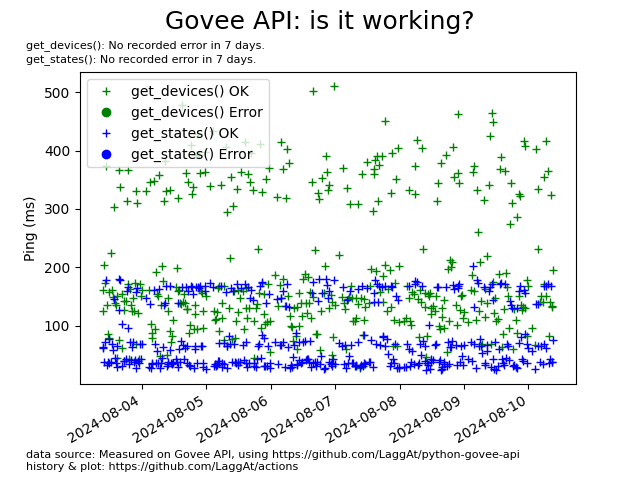 Govee API: is it working?
get_devices(): No recorded error in 7 days.
get_states(): No recorded error in 7 days.
get_devices() OK
get_devices() Error
get_states() OK
get_states() Error
Ping (ms)
500
400
300
200
100
2024-08-04
2024-08-05
2024-08-06
2024-08-07
2024-08-08
2024-08-09
2024-08-10
data source: Measured on Govee API, using https://github.com/LaggAt/python-govee-api
history & plot: https://github.com/LaggAt/actions